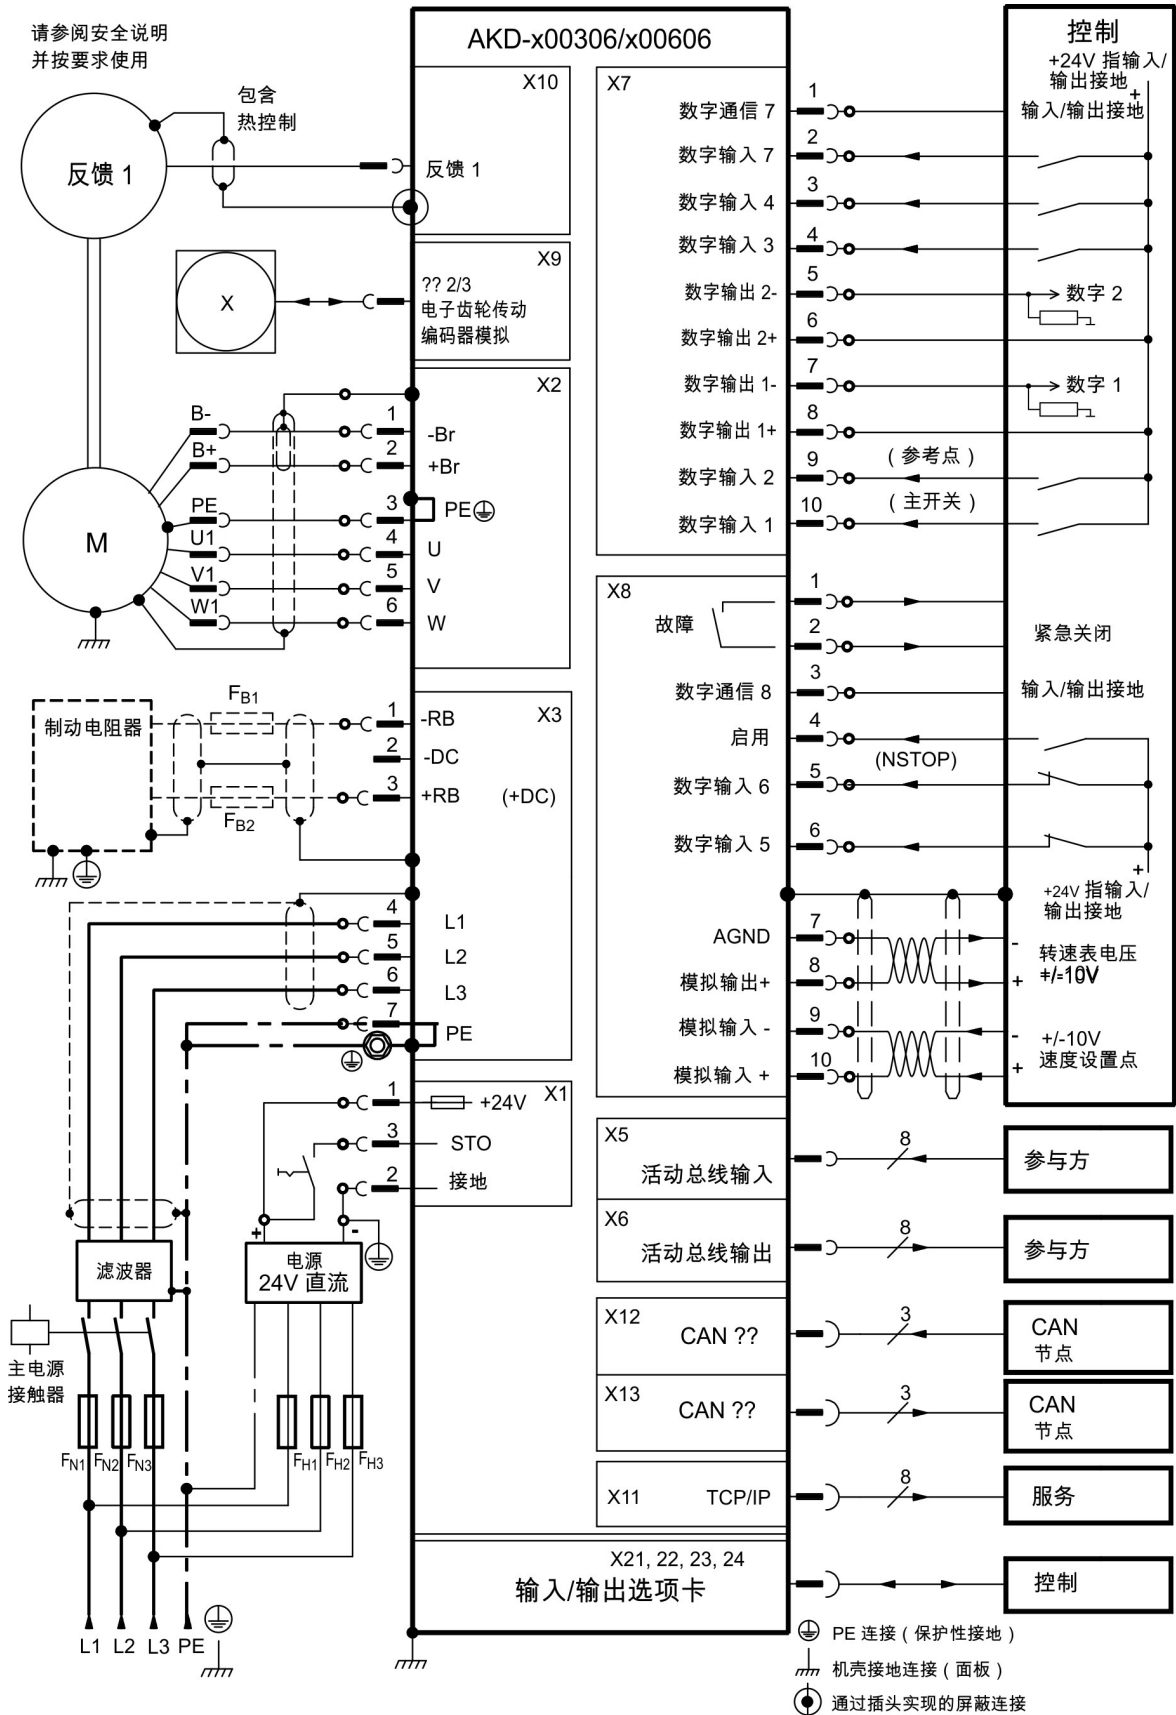 请参阅安全说明
并按要求使用
AKD-x00306/x00606
反馈 1
包含
热控制
X10
反馈 1
X
X9
?? 2/3
电子齿轮传动
编码器模拟
X2
B-
1
-Br
B+
2
+Br
PE
3
PE
M
U1
4
U
V1
5
V
W1
6
W
制动电阻器
FB1
FB2
X3
1
-RB
2
-DC
3
+RB
(+DC)
4
L1
5
L2
6
L3
7
PE
X1
1
+24V
3
STO
2
接地
+
-
电源
24V 直流
滤波器
主电源
接触器
FN1
FN2
FN3
FH1
FH2
FH3
L1
L2
L3
PE
X7
数字通信 7
1
数字输入 7
2
数字输入 4
3
数字输入 3
4
数字输出 2-
5
数字输出 2+
6
数字输出 1-
7
数字输出 1+
8
数字输入 2
9
(参考点)
数字输入 1
10
(主开关)
控制
+24V 指输入/
输出接地
+
输入/输出接地
数字 2
数字 1
X8
故障
1
2
紧急关闭
数字通信 8
3
输入/输出接地
启用
4
(NSTOP)
数字输入 6
5
数字输入 5
6
+
+24V 指输入/
输出接地
AGND
7
-
转速表电压
模拟输出+
8
+
+/-10V
模拟输入 -
9
-
+/-10V
速度设置点
模拟输入 +
10
+
X5
活动总线输入
8
参与方
X6
活动总线输出
8
参与方
X12
CAN ??
3
CAN
节点
X13
CAN ??
3
CAN
节点
X11
TCP/IP
8
服务
X21, 22, 23, 24
输入/输出选项卡
控制
PE 连接(保护性接地)
机壳接地连接(面板)
通过插头实现的屏蔽连接